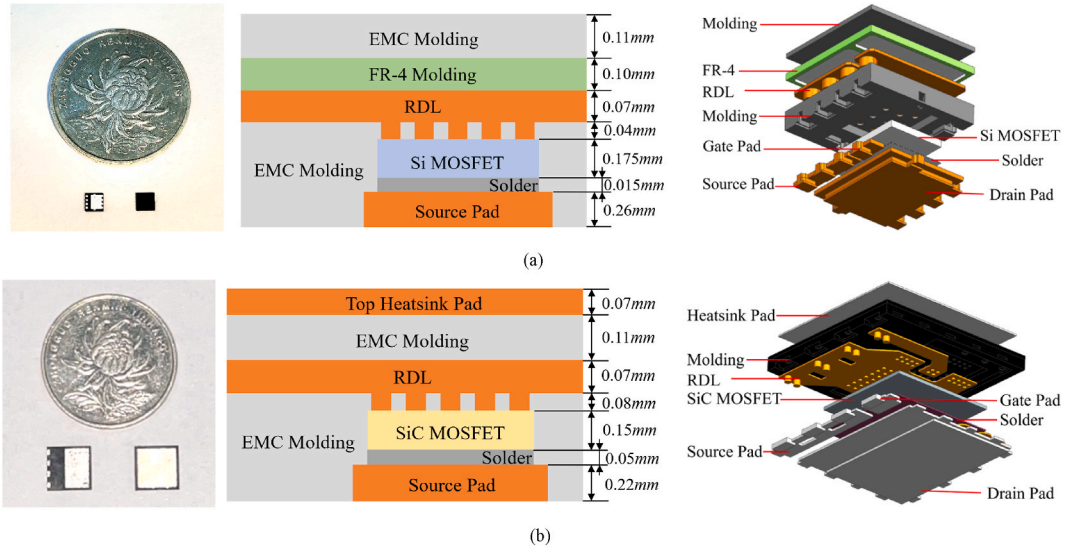 EMC Molding
0.11mm
FR-4 Molding
0.10mm
RDL
0.07mm
0.04mm
EMC Molding
Si MOSFET
0.175mm
Solder
0.015mm
Source Pad
0.26mm
Molding
FR-4
RDL
Molding
Si MOSFET
Gate Pad
Solder
Source Pad
Drain Pad
(a)
Top Heatsink Pad
0.07mm
EMC Molding
0.11mm
RDL
0.07mm
0.08mm
EMC Molding
SiC MOSFET
0.15mm
Solder
0.05mm
Source Pad
0.22mm
Heatsink Pad
Molding
RDL
SiC MOSFET
Gate Pad
Solder
Source Pad
Drain Pad
(b)